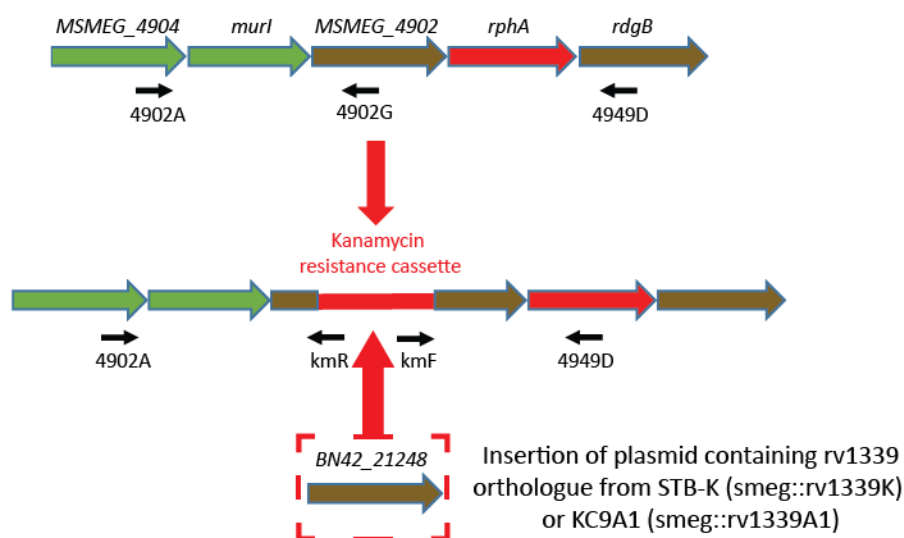 MSMEG_4904 murI MSMEG_4902 rphA rdgB
4902A 4902G 4949D
Kanamycin
resistance cassette
4902A kmR kmF 4949D
BN42_21248
Insertion of plasmid containing rv1339
orthologue from STB-K (smeg::rv1339K)
or KC9A1 (smeg::rv1339A1)